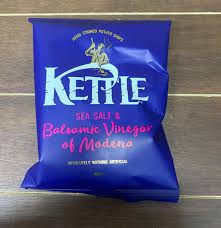 HAND COOKED POTATO CHIPS
KETTLE
SEA SALT &
Balsamic Vinegar
of Modena
ABSOLUTELY NOTHING ARTIFICIAL